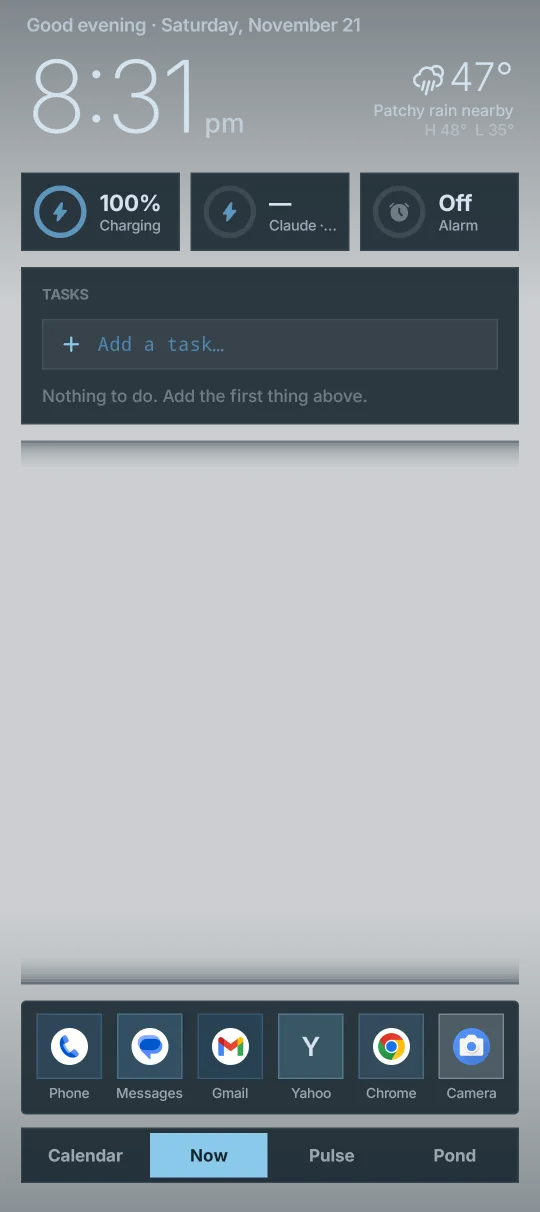 Good evening · Saturday, November 21
8:31 pm
47°
Patchy rain nearby
H 48° L 35°
100%
Charging
—
Claude ·…
Off
Alarm
TASKS
+ Add a task…
Nothing to do. Add the first thing above.
Y
Phone Messages Gmail Yahoo Chrome Camera
Calendar Now Pulse Pond